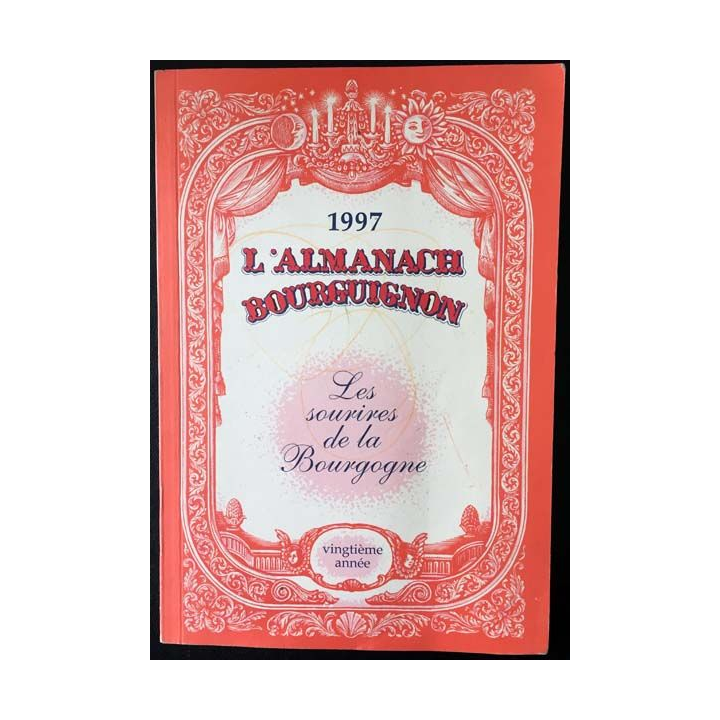 1997
L'ALMANACH
BOURGUIGNON
Les
sourires
de la
Bourgogne
vingtième
année